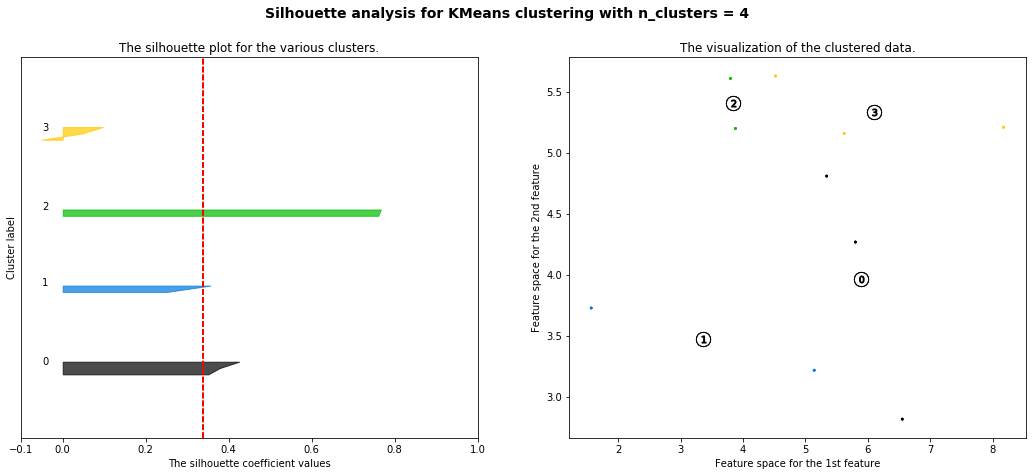 Silhouette analysis for KMeans clustering with n_clusters = 4
The silhouette plot for the various clusters.
3
2
1
0
Cluster label
−0.1 0.0 0.2 0.4 0.6 0.8 1.0
The silhouette coefficient values
The visualization of the clustered data.
5.5
5.0
4.5
4.0
3.5
3.0
Feature space for the 2nd feature
2
3
0
1
2 3 4 5 6 7 8
Feature space for the 1st feature